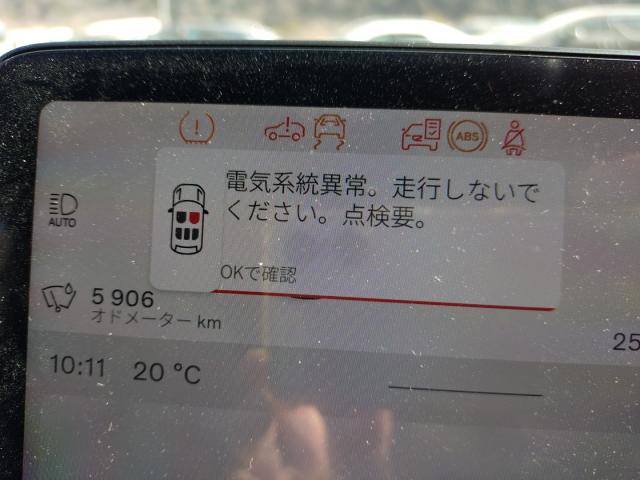 ABS
電気系統異常。走行しないで
ください。点検要。
AUTO
OKで確認
5 906
オドメーター km
25
10:11 20 °C